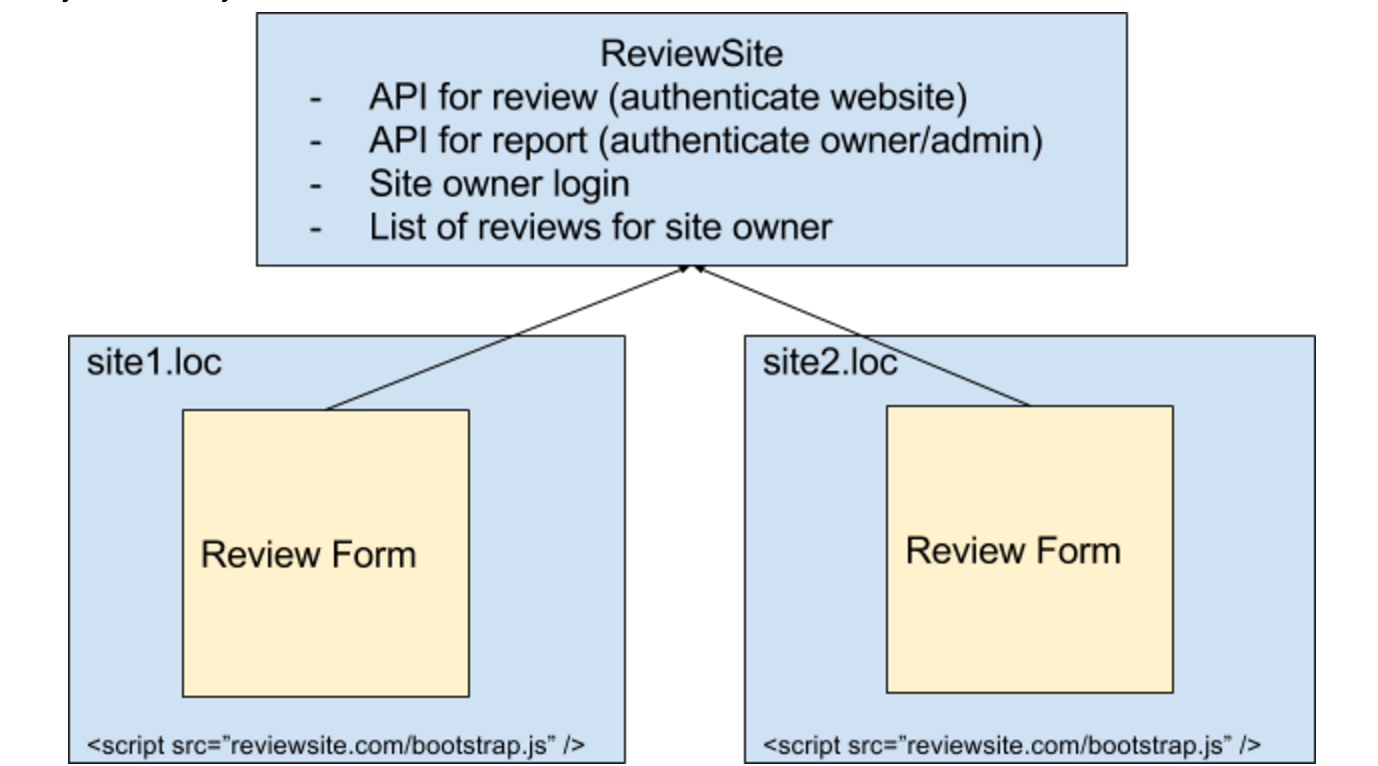 ReviewSite
- API for review (authenticate website)
- API for report (authenticate owner/admin)
- Site owner login
- List of reviews for site owner
site1.loc
Review Form
<script src=”reviewsite.com/bootstrap.js” />
site2.loc
Review Form
<script src=”reviewsite.com/bootstrap.js” />